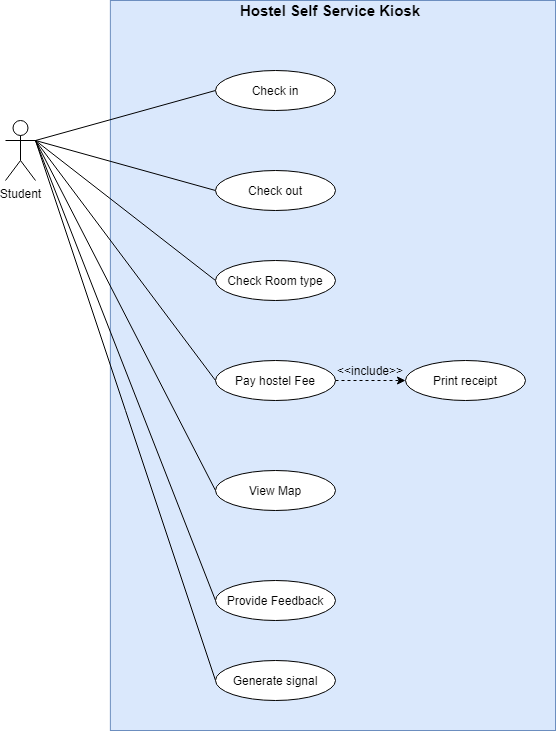 Hostel Self Service Kiosk
Check in
Student
Check out
Check Room type
Pay hostel Fee
<<include>>
Print receipt
View Map
Provide Feedback
Generate signal